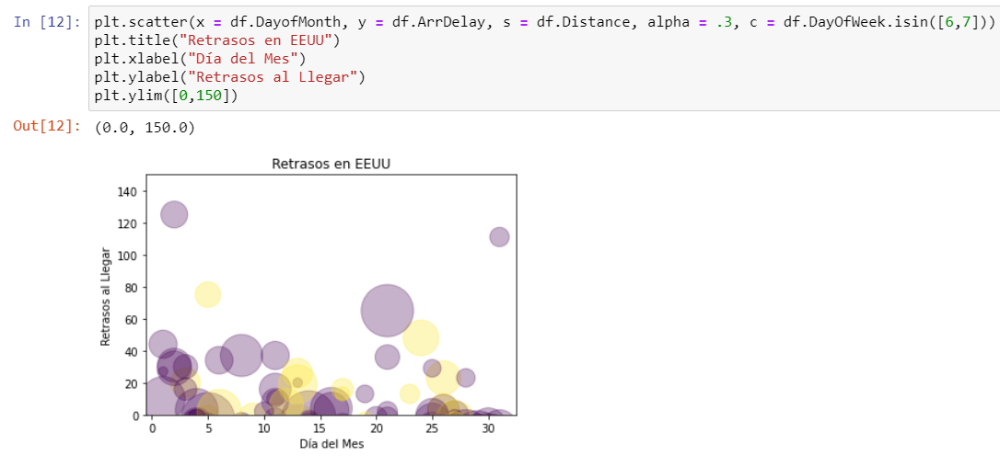 In [12]: plt.scatter(x = df.DayofMonth, y = df.ArrDelay, s = df.Distance, alpha = .3, c = df.DayOfWeek.isin([6,7]))
plt.title("Retrasos en EEUU")
plt.xlabel("Día del Mes")
plt.ylabel("Retrasos al Llegar")
plt.ylim([0,150])
Out[12]: (0.0, 150.0)
Retrasos en EEUU
Retrasos al Llegar
140
120
100
80
60
40
20
0
0 5 10 15 20 25 30
Día del Mes